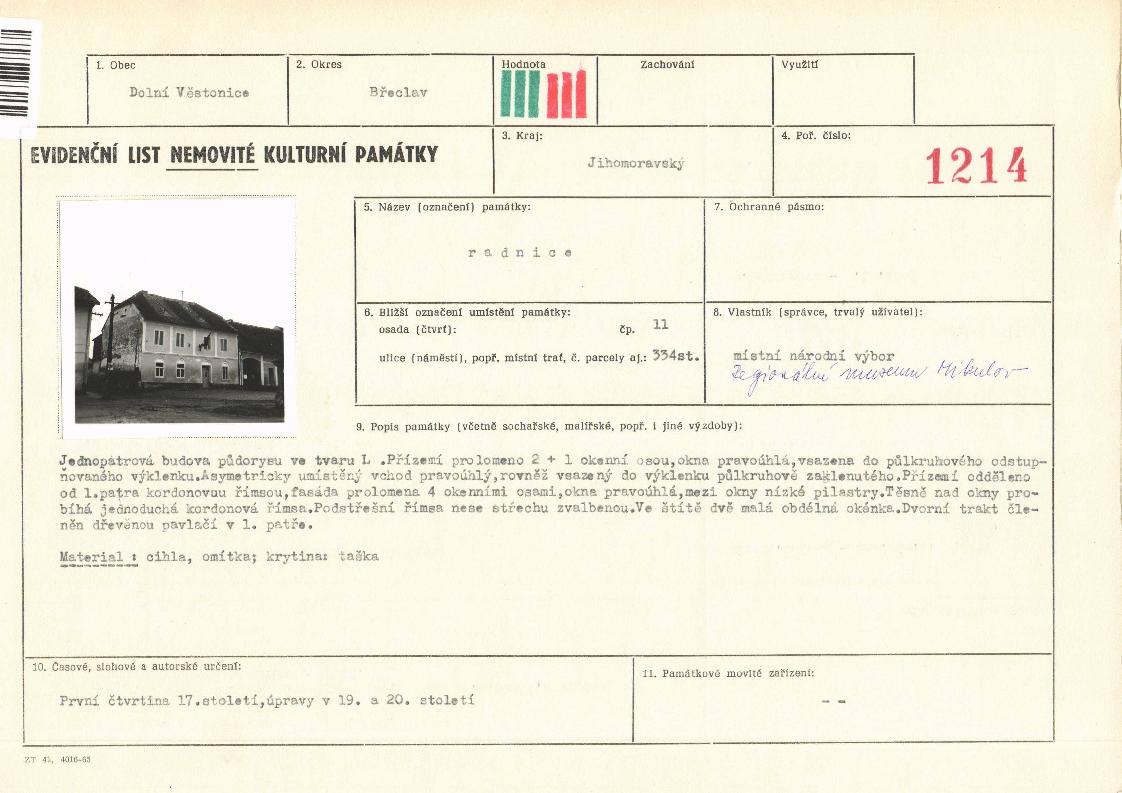 1. Obec
Dolní Věstonice
2. Okres
Břeclav
Hodnota
Zachování
Využití
EVIDENČNÍ LIST NEMOVITÉ KULTURNÍ PAMÁTKY
3. Kraj:
Jihomoravský
4. Poř. číslo:
1214
5. Název (označení) památky:
radnice
7. Ochranné pásmo:
6. Bližší označení umístění památky:
osada (čtvrť): čp. 11
ulice (náměstí), popř. místní trať, č. parcely aj.: 334st.
8. Vlastník (správce, trvalý uživatel):
místní národní výbor
Regionální museum Mikulov
9. Popis památky (včetně sochařské, malířské, popř. i jiné výzdoby):
Jednopatrová budova půdorysu ve tvaru L .Přízemí prolomeno 2 + 1 okenní osou,okna pravoúhlá,vsazena do půlkruhového odstup-
ňovaného výklenku.Asymetricky umístěný vchod pravoúhlý,rovněž vsazený do výklenku půlkruhově zaklenutého.Přízemí odděleno
od 1.patra kordonovou římsou,fasáda prolomena 4 okenními osami,okna pravoúhlá,mezi okny nízké pilastry.Těsně nad okny pro-
bíhá jednoduchá kordonová římsa.Podstřešní římsa nese střechu zvalbenou.Ve štítě dvě malá obdélná okénka.Dvorní trakt čle-
něn dřevěnou pavlačí v 1. patře.
Material : cihla, omítka; krytina: taška
10. Časové, slohové a autorské určení:
První čtvrtina 17.století,úpravy v 19. a 20. století
11. Památkové movité zařízení:
- -
ZT 41, 4016-65